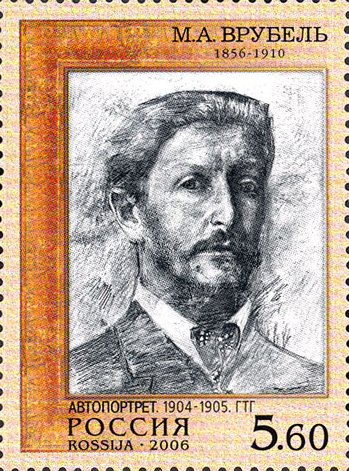 М.А. ВРУБЕЛЬ
1856-1910
АВТОПОРТРЕТ. 1904-1905. ГТГ
РОССИЯ
ROSSIJA · 2006
5.60